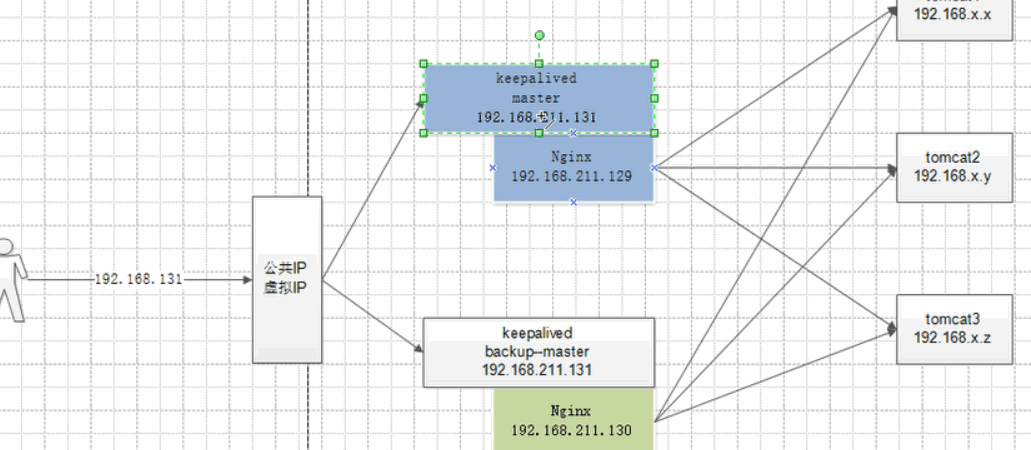 192.168.x.x
keepalived
master
192.168.211.131
Nginx
192.168.211.129
tomcat2
192.168.x.y
192.168.131
公共IP
虚拟IP
tomcat3
192.168.x.z
keepalived
backup--master
192.168.211.131
Nginx
192.168.211.130